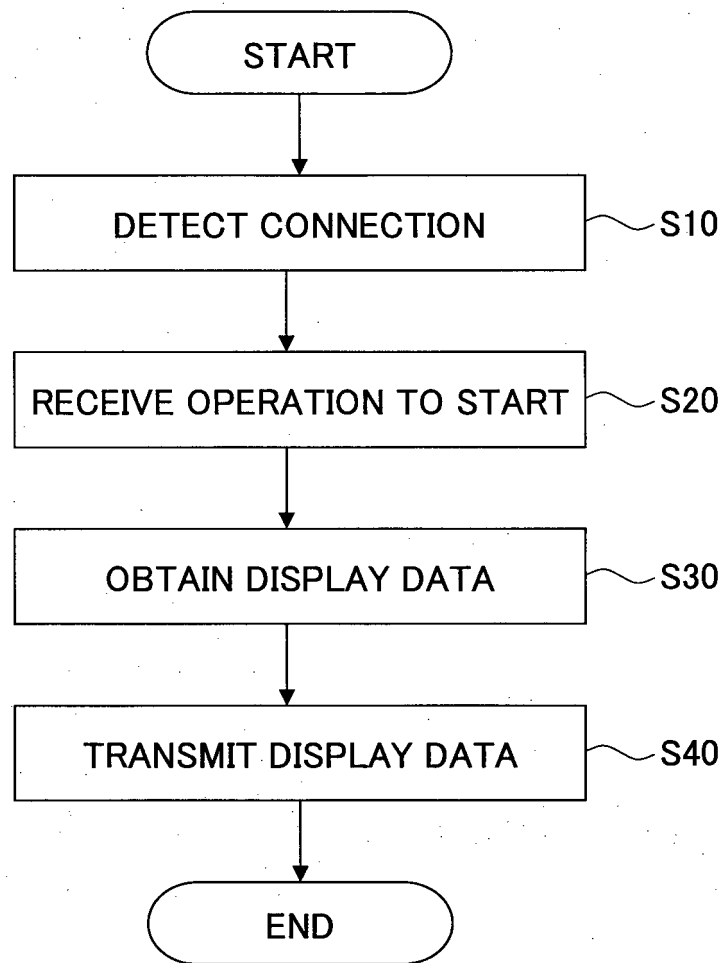 START
DETECT CONNECTION
S10
RECEIVE OPERATION TO START
S20
OBTAIN DISPLAY DATA
S30
TRANSMIT DISPLAY DATA
S40
END